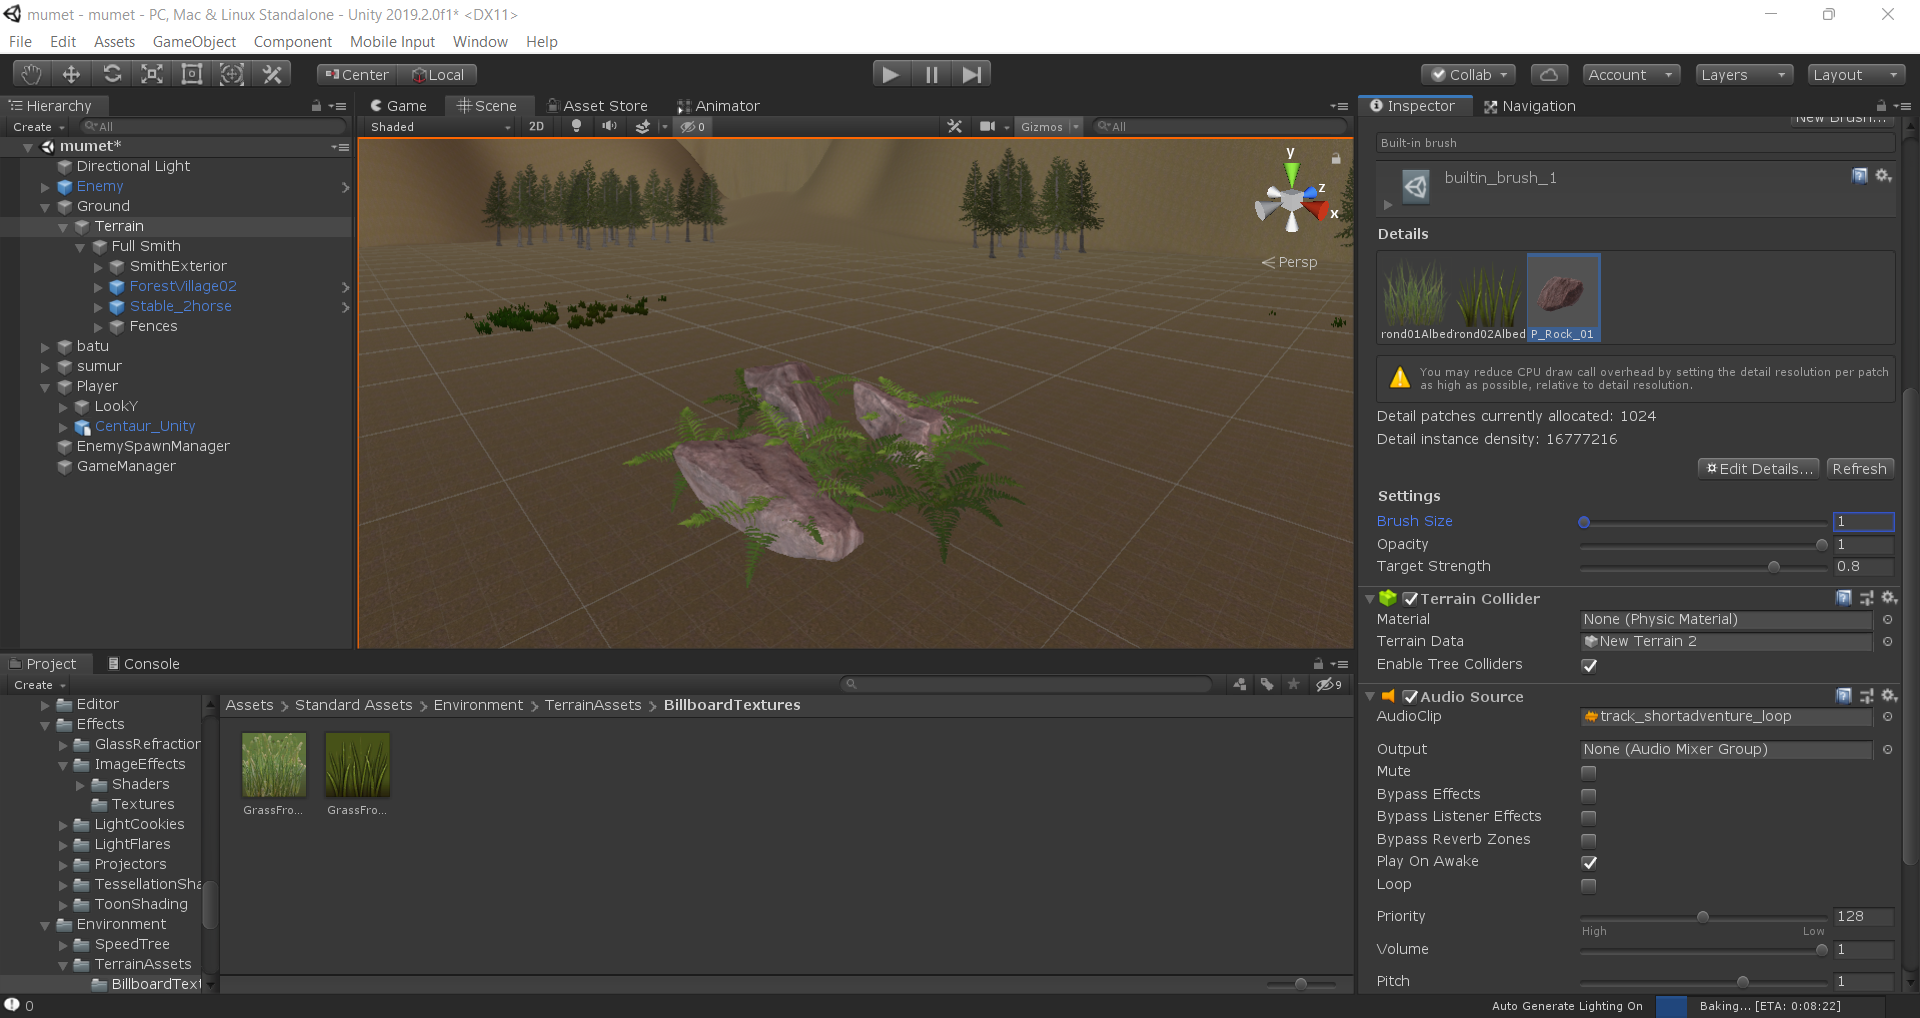 mumet - mumet - PC, Mac & Linux Standalone - Unity 2019.2.0f1* <DX11>
File Edit Assets GameObject Component Mobile Input Window Help
Center Local
Collab Account Layers Layout
Hierarchy
Create All
mumet*
Directional Light
Enemy
Ground
Terrain
Full Smith
SmithExterior
ForestVillage02
Stable_2horse
Fences
batu
sumur
Player
LookY
Centaur_Unity
EnemySpawnManager
GameManager
Game Scene Asset Store Animator
Shaded 2D 0 Gizmos All
y
z
x
Persp
Inspector Navigation
New Brush...
Built-in brush
builtin_brush_1
Details
rond01Albed rond02Albed P_Rock_01
You may reduce CPU draw call overhead by setting the detail resolution per patch
as high as possible, relative to detail resolution.
Detail patches currently allocated: 1024
Detail instance density: 16777216
Edit Details... Refresh
Settings
Brush Size 1
Opacity 1
Target Strength 0.8
Terrain Collider
Material None (Physic Material)
Terrain Data New Terrain 2
Enable Tree Colliders
Audio Source
AudioClip track_shortadventure_loop
Output None (Audio Mixer Group)
Mute
Bypass Effects
Bypass Listener Effects
Bypass Reverb Zones
Play On Awake
Loop
Priority 128
High Low
Volume 1
Pitch 1
Project Console
Create 9
Editor
Effects
GlassRefraction
ImageEffects
Shaders
Textures
LightCookies
LightFlares
Projectors
TessellationSha
ToonShading
Environment
SpeedTree
TerrainAssets
BillboardText
Assets > Standard Assets > Environment > TerrainAssets > BillboardTextures
GrassFro... GrassFro...
0
Auto Generate Lighting On Baking... [ETA: 0:08:22]